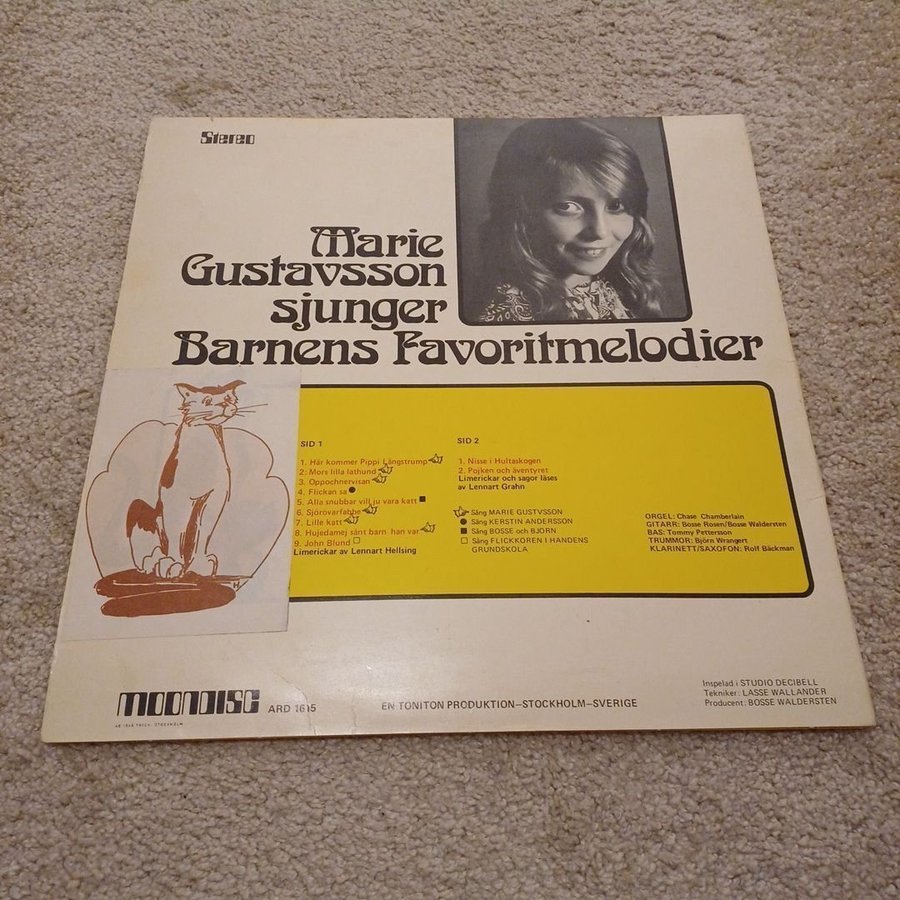 Stereo
Marie
Gustavsson
sjunger
Barnens Favoritmelodier
SID 1
1. Här kommer Pippi Långstrump
2. Mors lilla lathund
3. Oppochnervisan
4. Flickan sa
5. Alla snubbar vill ju vara katt
6. Sjörövarfabbe
7. Lille katt
8. Hujedamej sånt barn han var
9. John Blund
Limerickar av Lennart Hellsing
SID 2
1. Nisse i Hultaskogen
2. Pojken och äventyret
Limerickar och sagor läses
av Lennart Grahn
Sång MARIE GUSTVSSON
Sång KERSTIN ANDERSSON
Sång BOSSE och BJÖRN
Sång FLICKKOREN I HANDENS
GRUNDSKOLA
ORGEL: Chase Chamberlain
GITARR: Bosse Rosen/Bosse Waldersten
BAS: Tommy Pettersson
TRUMMOR: Björn Wrangert
KLARINETT/SAXOFON: Rolf Bäckman
MOONDISC
ARD 1615
EN TONITON PRODUKTION–STOCKHOLM–SVERIGE
Inspelad i STUDIO DECIBELL
Tekniker: LASSE WALLANDER
Producent: BOSSE WALDERSTEN